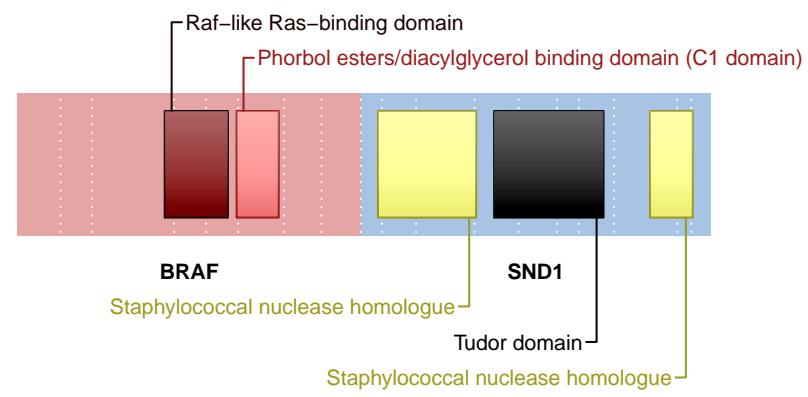 Raf−like Ras−binding domain
Phorbol esters/diacylglycerol binding domain (C1 domain)
BRAF
SND1
Staphylococcal nuclease homologue
Tudor domain
Staphylococcal nuclease homologue